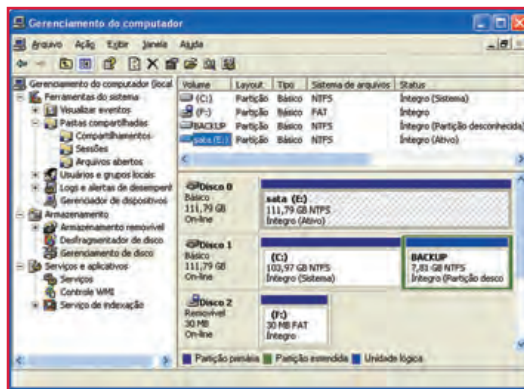 Gerenciamento do computador
Arquivo Ação Exibir Janela Ajuda
Gerenciamento do computador (local
Ferramentas do sistema
Visualizar eventos
Pastas compartilhadas
Compartilhamentos
Sessões
Arquivos abertos
Usuários e grupos locais
Logs e alertas de desempenh
Gerenciador de dispositivos
Armazenamento
Armazenamento removível
Desfragmentador de disco
Gerenciamento de disco
Serviços e aplicativos
Serviços
Controle WMI
Serviço de indexação
Volume Layout Tipo Sistema de arquivos Status
(C:) Partição Básico NTFS Íntegro (Sistema)
(F:) Partição Básico FAT Íntegro
BACKUP Partição Básico NTFS Íntegro (Partição desconhecida)
sata (E:) Partição Básico NTFS Íntegro (Ativo)
Disco 0
Básico
111,79 GB
On-line
sata (E:)
111,79 GB NTFS
Íntegro (Ativo)
Disco 1
Básico
111,79 GB
On-line
(C:)
103,97 GB NTFS
Íntegro (Sistema)
BACKUP
7,81 GB NTFS
Íntegro (Partição desco
Disco 2
Removível
30 MB
On-line
(F:)
30 MB FAT
Íntegro
Partição primária Partição estendida Unidade lógica